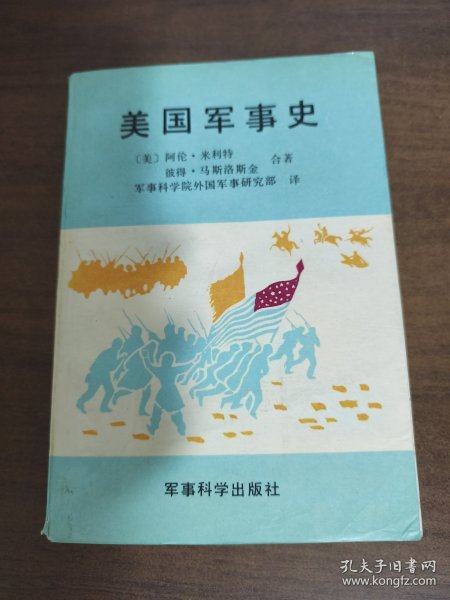 美国军事史
〔美〕阿伦·米利特
彼得·马斯洛斯金 合著
军事科学院外国军事研究部 译
军事科学出版社
孔夫子旧书网
www.kongfz.com